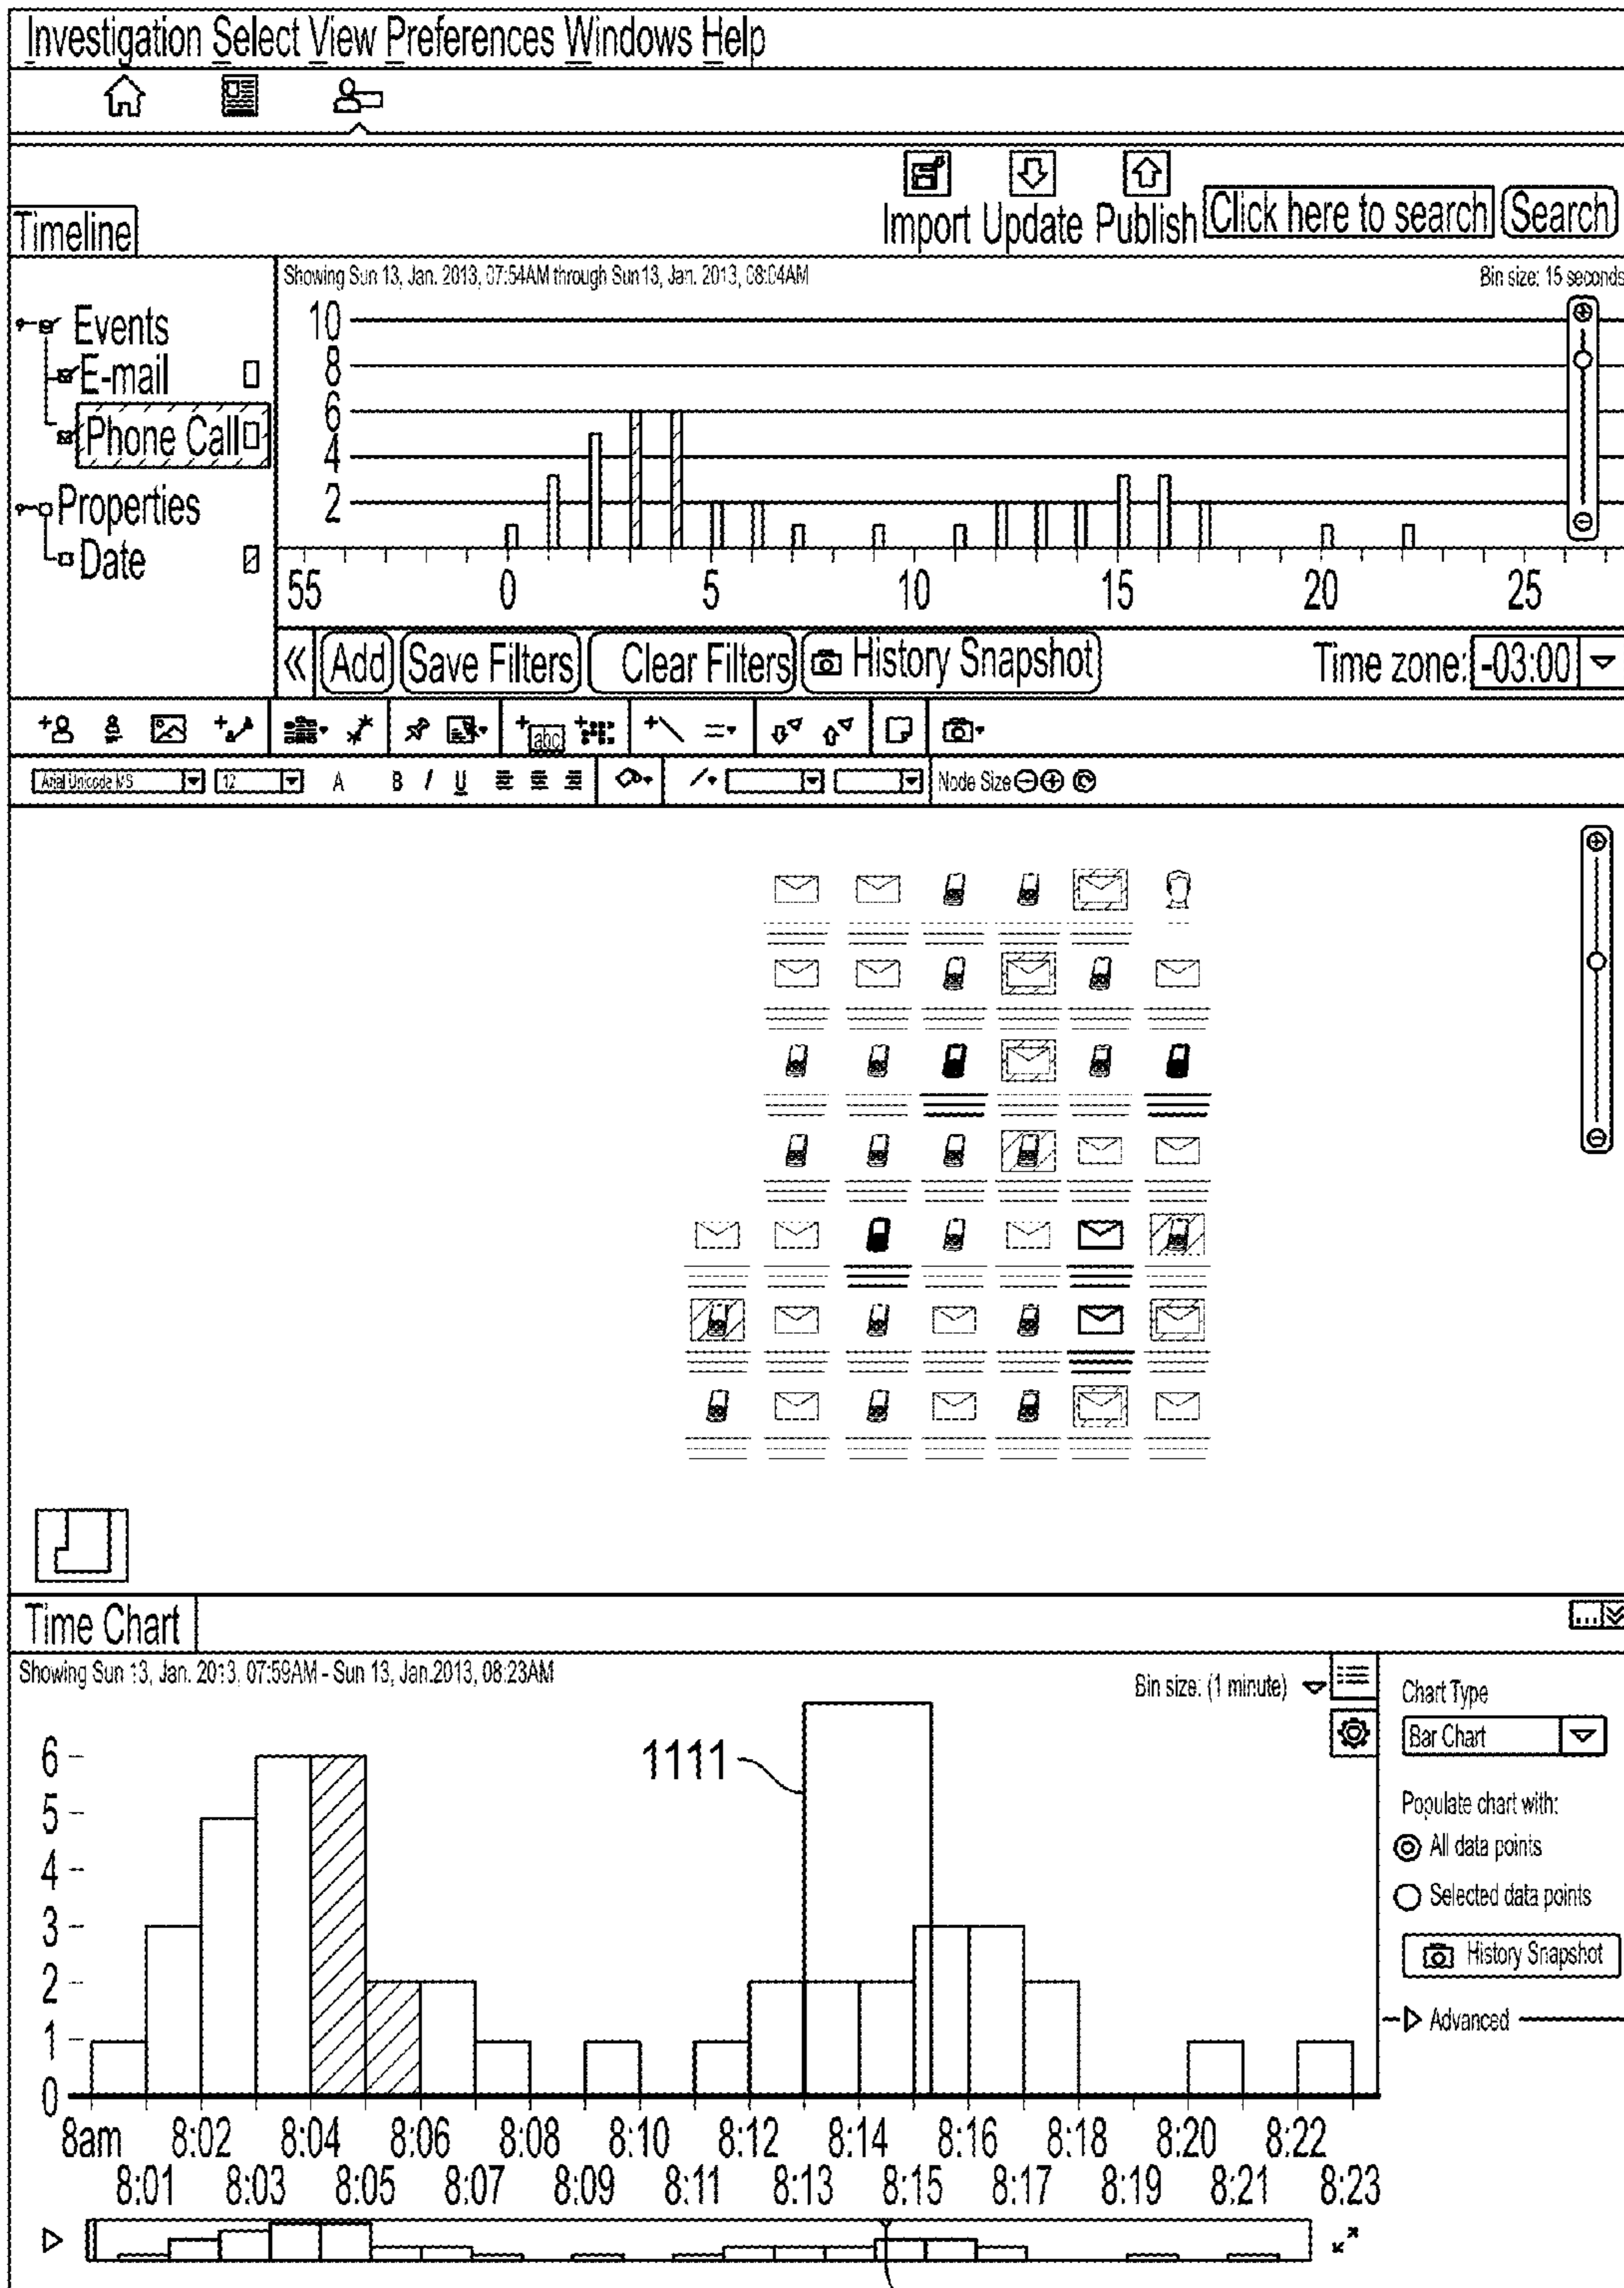 Investigation Select View Preferences Windows Help
Import Update Publish Click here to search Search
Timeline
Showing Sun 13, Jan. 2013, 07:54AM through Sun 13, Jan. 2013, 08:04AM
Bin size: 15 seconds
Events
E-mail
Phone Call
Properties
Date
10
8
6
4
2
55 0 5 10 15 20 25
« Add Save Filters Clear Filters History Snapshot Time zone: -03:00
abc
Arial Unicode MS 12 A B I U Node Size
Time Chart
...
Showing Sun 13, Jan. 2013, 07:59AM - Sun 13, Jan.2013, 08:23AM
Bin size: (1 minute)
Chart Type
Bar Chart
Populate chart with:
All data points
Selected data points
History Snapshot
Advanced
1111
6
5
4
3
2
1
0
8am 8:02 8:04 8:06 8:08 8:10 8:12 8:14 8:16 8:18 8:20 8:22
8:01 8:03 8:05 8:07 8:09 8:11 8:13 8:15 8:17 8:19 8:21 8:23